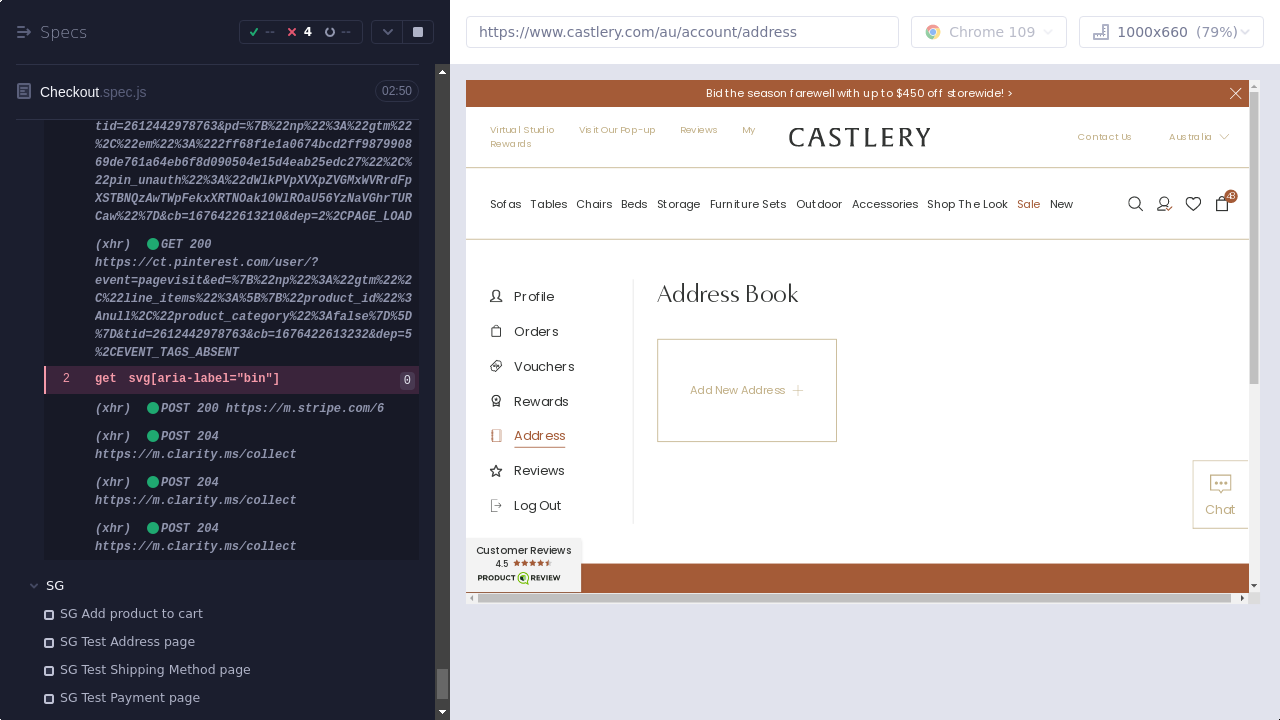 Specs
--
4
--
Checkout.spec.js
02:50
tid=2612442978763&pd=%7B%22np%22%3A%22gtm%22
%2C%22em%22%3A%222ff68f1e1a0674bcd2ff9879908
69de761a64eb6f8d090504e15d4eab25edc27%22%2C%
22pin_unauth%22%3A%22dWlkPVpXVXpZVGMxWVRrdFp
XSTBNQzAwTWpFekxXRTNOak10WlROaU56YzNaVGhrTUR
Caw%22%7D&cb=1676422613210&dep=2%2CPAGE_LOAD
(xhr) GET 200
https://ct.pinterest.com/user/?
event=pagevisit&ed=%7B%22np%22%3A%22gtm%22%2
C%22line_items%22%3A%5B%7B%22product_id%22%3
Anull%2C%22product_category%22%3Afalse%7D%5D
%7D&tid=2612442978763&cb=1676422613232&dep=5
%2CEVENT_TAGS_ABSENT
2 get svg[aria-label="bin"] 0
(xhr) POST 200 https://m.stripe.com/6
(xhr) POST 204
https://m.clarity.ms/collect
(xhr) POST 204
https://m.clarity.ms/collect
(xhr) POST 204
https://m.clarity.ms/collect
SG
SG Add product to cart
SG Test Address page
SG Test Shipping Method page
SG Test Payment page
https://www.castlery.com/au/account/address
Chrome 109
1000x660 (79%)
Bid the season farewell with up to $450 off storewide! >
Virtual Studio Visit Our Pop-up Reviews My
Rewards
CASTLERY
Contact Us Australia
Sofas Tables Chairs Beds Storage Furniture Sets Outdoor Accessories Shop The Look Sale New
43
Profile
Orders
Vouchers
Rewards
Address
Reviews
Log Out
Address Book
Add New Address
Chat
Customer Reviews
4.5
PRODUCT REVIEW